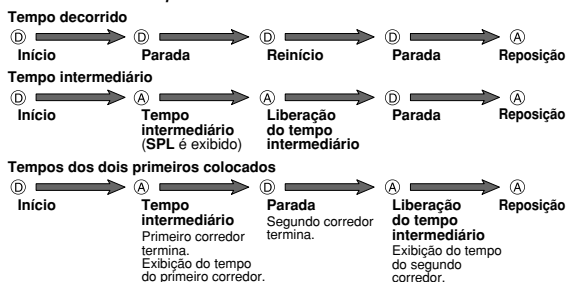 Tempo decorrido
Ⓓ Ⓓ Ⓓ Ⓓ Ⓐ
Início Parada Reinício Parada Reposição
Tempo intermediário
Ⓓ Ⓐ Ⓐ Ⓓ Ⓐ
Início Tempo Liberação Parada Reposição
intermediário do tempo
(SPL é exibido) intermediário
Tempos dos dois primeiros colocados
Ⓓ Ⓐ Ⓓ Ⓐ Ⓐ
Início Tempo Parada Liberação Reposição
intermediário Segundo corredor do tempo
Primeiro corredor termina. intermediário
termina. Exibição do tempo
Exibição do tempo do segundo
do primeiro corredor. corredor.